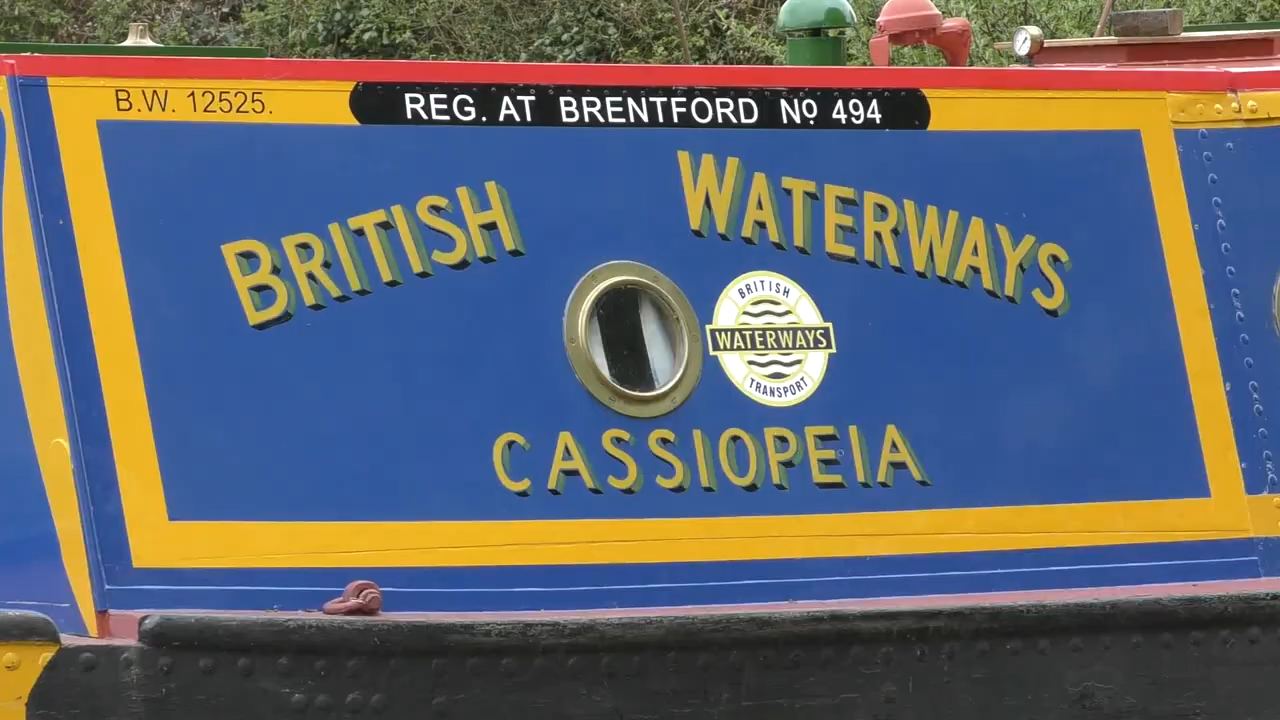 B.W. 12525.
REG. AT BRENTFORD Nº 494
BRITISH WATERWAYS
BRITISH
WATERWAYS
TRANSPORT
CASSIOPEIA